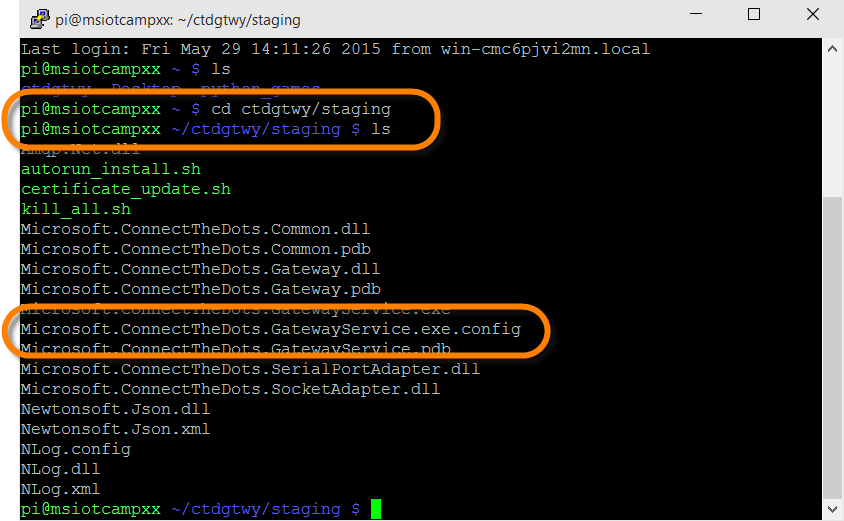 pi@msiotcampxx: ~/ctdgtwy/staging
Last login: Fri May 29 14:11:26 2015 from win-cmc6pjvi2mn.local
pi@msiotcampxx ~ $ ls
ctdgtwy Desktop python_games
pi@msiotcampxx ~ $ cd ctdgtwy/staging
pi@msiotcampxx ~/ctdgtwy/staging $ ls
Amqp.Net.dll
autorun_install.sh
certificate_update.sh
kill_all.sh
Microsoft.ConnectTheDots.Common.dll
Microsoft.ConnectTheDots.Common.pdb
Microsoft.ConnectTheDots.Gateway.dll
Microsoft.ConnectTheDots.Gateway.pdb
Microsoft.ConnectTheDots.GatewayService.exe
Microsoft.ConnectTheDots.GatewayService.exe.config
Microsoft.ConnectTheDots.GatewayService.pdb
Microsoft.ConnectTheDots.SerialPortAdapter.dll
Microsoft.ConnectTheDots.SocketAdapter.dll
Newtonsoft.Json.dll
Newtonsoft.Json.xml
NLog.config
NLog.dll
NLog.xml
pi@msiotcampxx ~/ctdgtwy/staging $